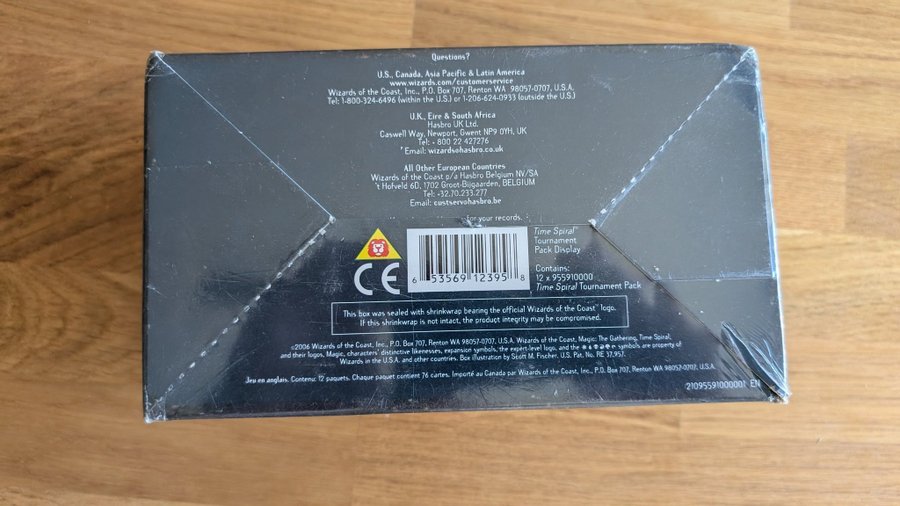 Questions?
U.S., Canada, Asia Pacific & Latin America
www.wizards.com/customerservice
Wizards of the Coast, Inc., P.O. Box 707, Renton WA 98057-0707, U.S.A.
Tel: 1-800-324-6496 (within the U.S.) or 1-206-624-0933 (outside the U.S.)
U.K., Eire & South Africa
Hasbro UK Ltd.
Caswell Way, Newport, Gwent NP9 0YH, UK
Tel: + 800 22 427276
Email: wizards@hasbro.co.uk
All Other European Countries
Wizards of the Coast p/a Hasbro Belgium NV/SA
't Hofveld 6D, 1702 Groot-Bijgaarden, BELGIUM
Tel: +32.70.233.277
Email: custserv@hasbro.be
for your records.
CE
6 53569 12395 8
Time Spiral™
Tournament
Pack Display
Contains:
12 x 955910000
Time Spiral Tournament Pack
This box was sealed with shrinkwrap bearing the official Wizards of the Coast® logo.
If this shrinkwrap is not intact, the product integrity may be compromised.
©2006 Wizards of the Coast, Inc., P.O. Box 707, Renton WA 98057-0707, U.S.A. Wizards of the Coast, Magic: The Gathering, Time Spiral,
and their logos, Magic, characters' distinctive likenesses, expansion symbols, the expert-level logo, and the symbols are property of
Wizards in the U.S.A. and other countries. Box illustration by Scott M. Fischer. U.S. Pat. No. RE 37,957.
Jeu en anglais. Contenu: 12 paquets. Chaque paquet contient 76 cartes. Importé au Canada par Wizards of the Coast, Inc., P.O. Box 707, Renton WA 98057-0707, U.S.A.
2109559100001 EN